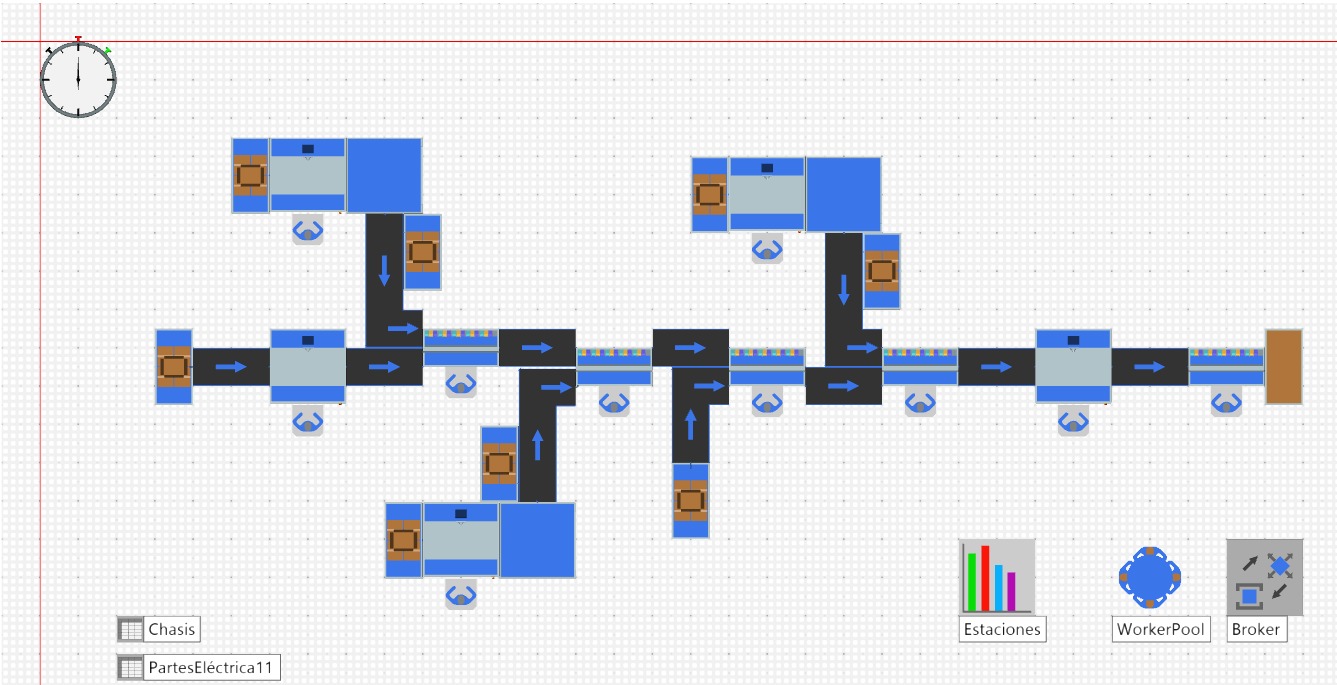 Estaciones
WorkerPool
Broker
Chasis
PartesEléctrica11